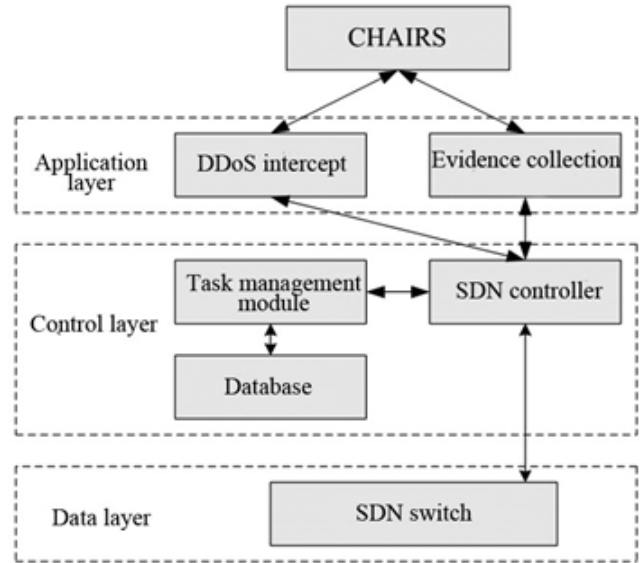 CHAIRS
Application
layer
DDoS intercept
Evidence collection
Control layer
Task management
module
SDN controller
Database
Data layer
SDN switch